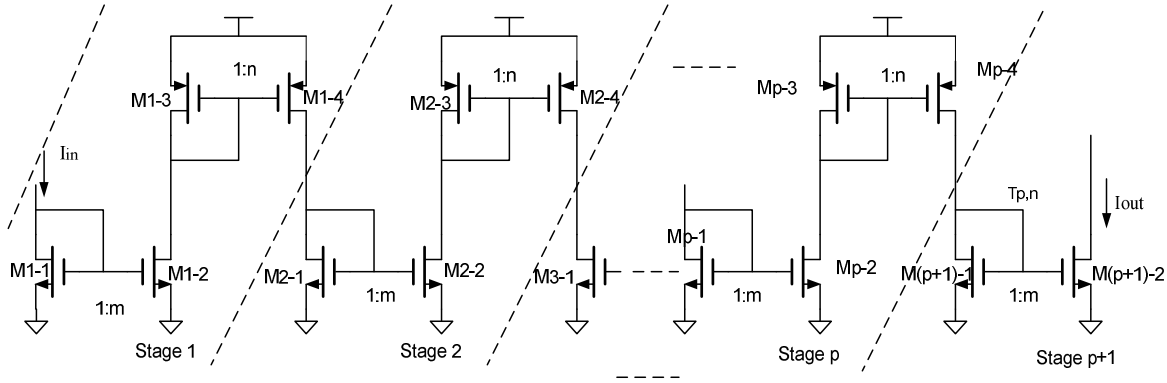 1:n
M1-3
M1-4
1:n
M2-3
M2-4
1:n
Mp-3
Mp-4
Iin
Tp,n
Iout
M1-1
M1-2
1:m
M2-1
M2-2
1:m
M3-1
Mp-1
Mp-2
1:m
M(p+1)-1
M(p+1)-2
1:m
Stage 1
Stage 2
Stage p
Stage p+1